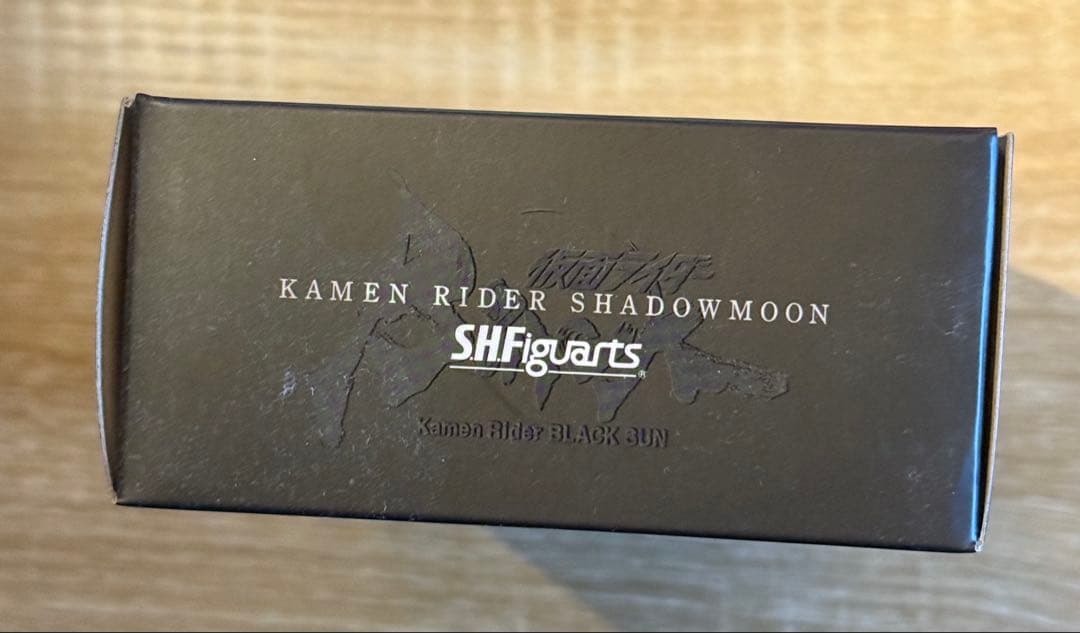 仮面ライダー
KAMEN RIDER SHADOWMOON
S.H.Figuarts®
Kamen Rider BLACK SUN